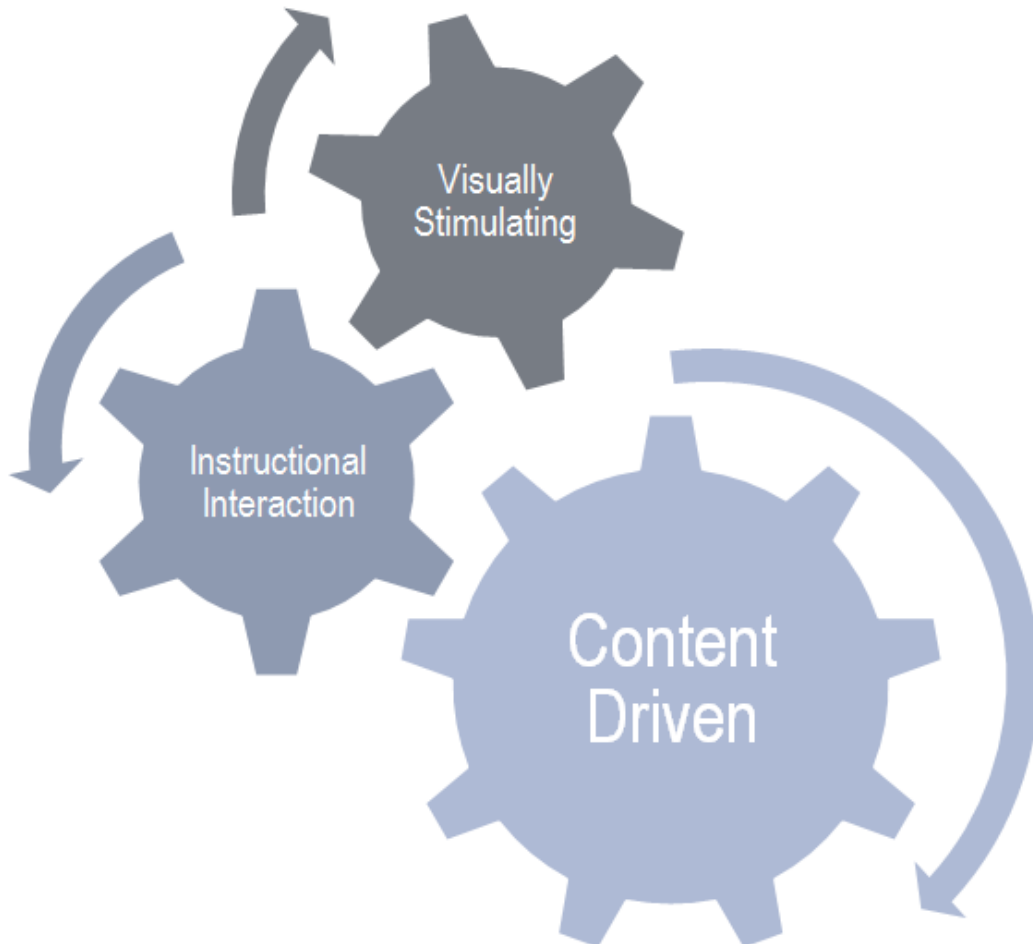 Visually
Stimulating
Instructional
Interaction
Content
Driven